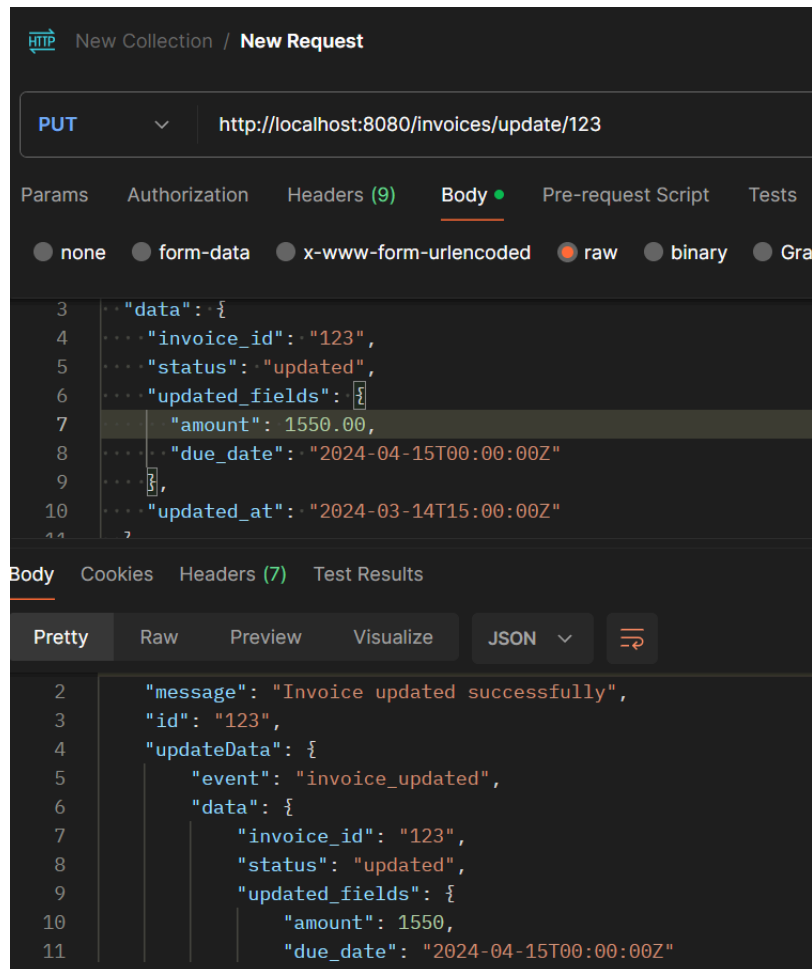 HTTP New Collection / New Request
PUT http://localhost:8080/invoices/update/123
Params Authorization Headers (9) Body Pre-request Script Tests
none form-data x-www-form-urlencoded raw binary Gra
3 "data": {
4 "invoice_id": "123",
5 "status": "updated",
6 "updated_fields": {
7 "amount": 1550.00,
8 "due_date": "2024-04-15T00:00:00Z"
9 },
10 "updated_at": "2024-03-14T15:00:00Z"
Body Cookies Headers (7) Test Results
Pretty Raw Preview Visualize JSON
2 "message": "Invoice updated successfully",
3 "id": "123",
4 "updateData": {
5 "event": "invoice_updated",
6 "data": {
7 "invoice_id": "123",
8 "status": "updated",
9 "updated_fields": {
10 "amount": 1550,
11 "due_date": "2024-04-15T00:00:00Z"